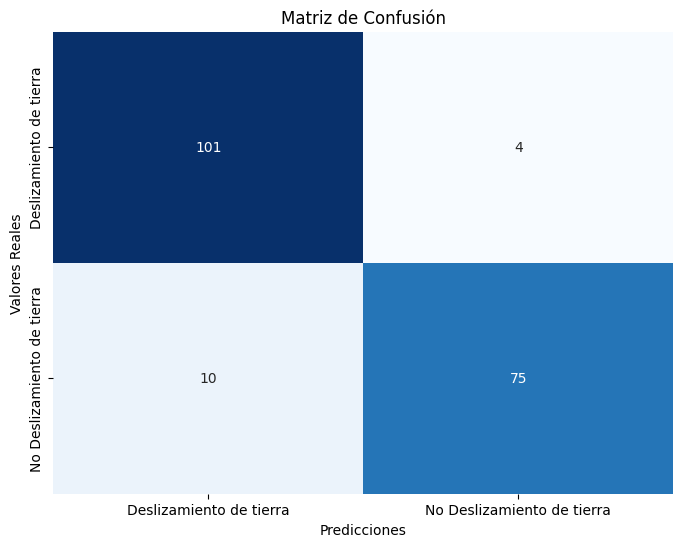 Matriz de Confusión
Valores Reales
Deslizamiento de tierra
101
4
No Deslizamiento de tierra
10
75
Deslizamiento de tierra
No Deslizamiento de tierra
Predicciones